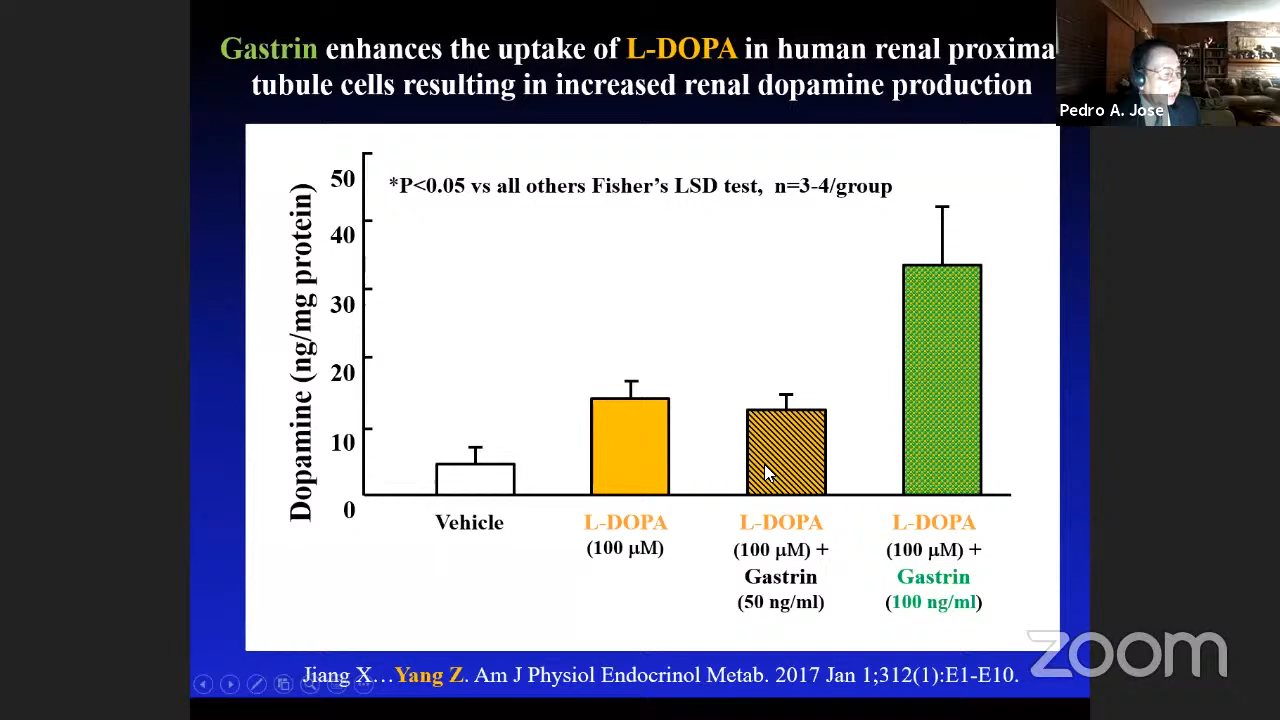 Gastrin enhances the uptake of L-DOPA in human renal proxima
tubule cells resulting in increased renal dopamine production
Pedro A. Jose
*P<0.05 vs all others Fisher's LSD test, n=3-4/group
Dopamine (ng/mg protein)
50
40
30
20
10
0
Vehicle
L-DOPA
(100 µM)
L-DOPA
(100 µM) +
Gastrin
(50 ng/ml)
L-DOPA
(100 µM) +
Gastrin
(100 ng/ml)
Jiang X…Yang Z. Am J Physiol Endocrinol Metab. 2017 Jan 1;312(1):E1-E10.
zoom